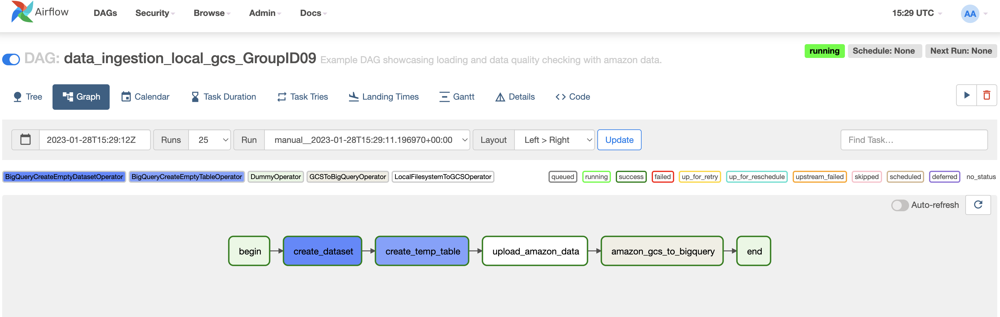 Airflow DAGs Security Browse Admin Docs 15:29 UTC AA
running Schedule: None Next Run: None
DAG: data_ingestion_local_gcs_GroupID09 Example DAG showcasing loading and data quality checking with amazon data.
Tree Graph Calendar Task Duration Task Tries Landing Times Gantt Details <> Code
2023-01-28T15:29:12Z Runs 25 Run manual__2023-01-28T15:29:11.196970+00:00 Layout Left > Right Update Find Task...
BigQueryCreateEmptyDatasetOperator BigQueryCreateEmptyTableOperator DummyOperator GCSToBigQueryOperator LocalFilesystemToGCSOperator queued running success failed up_for_retry up_for_reschedule upstream_failed skipped scheduled deferred no_status
Auto-refresh
begin create_dataset create_temp_table upload_amazon_data amazon_gcs_to_bigquery end